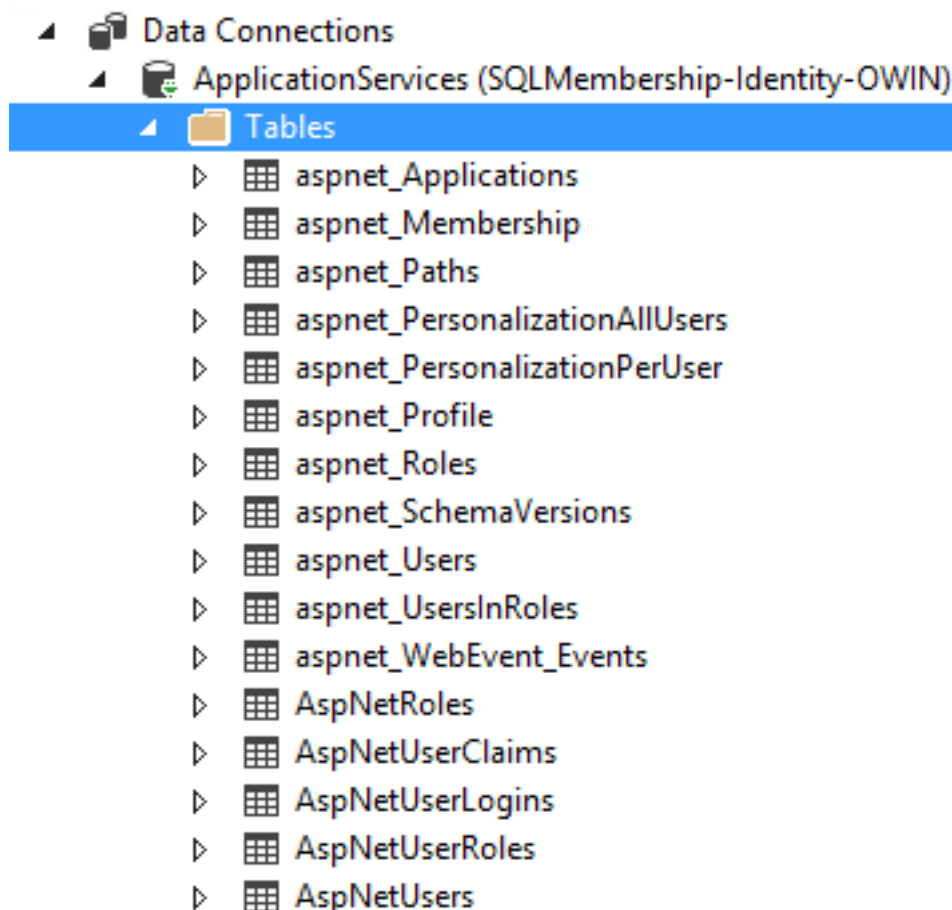 Data Connections
ApplicationServices (SQLMembership-Identity-OWIN)
Tables
aspnet_Applications
aspnet_Membership
aspnet_Paths
aspnet_PersonalizationAllUsers
aspnet_PersonalizationPerUser
aspnet_Profile
aspnet_Roles
aspnet_SchemaVersions
aspnet_Users
aspnet_UsersInRoles
aspnet_WebEvent_Events
AspNetRoles
AspNetUserClaims
AspNetUserLogins
AspNetUserRoles
AspNetUsers